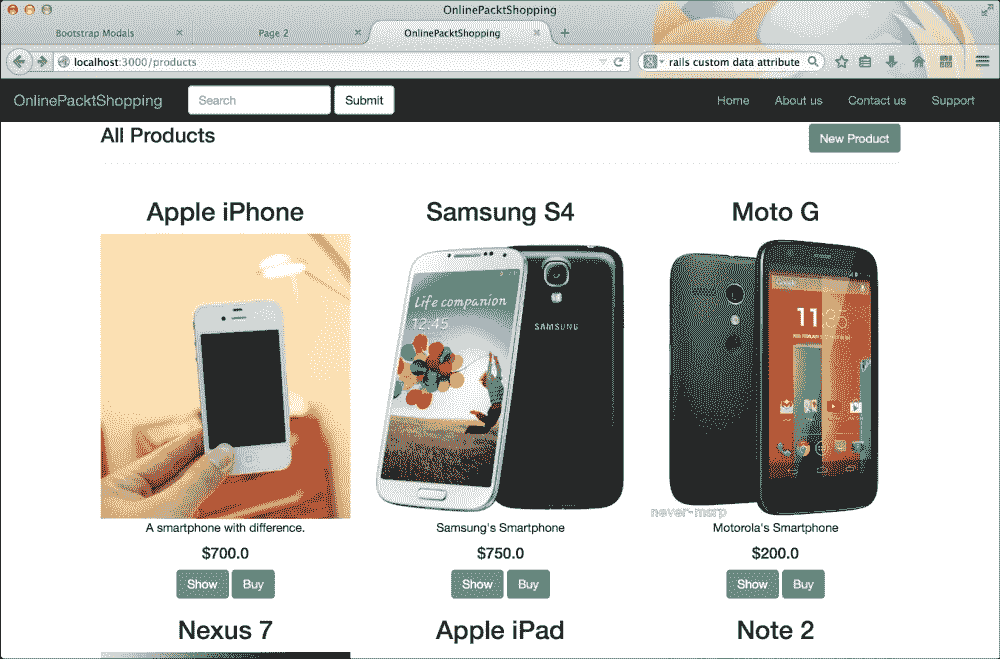 OnlinePacktShopping
Bootstrap Modals
Page 2
OnlinePacktShopping
localhost:3000/products
rails custom data attribute
OnlinePacktShopping
Search
Submit
Home
About us
Contact us
Support
All Products
New Product
Apple iPhone
Samsung S4
Moto G
Life companion
12:45
SAMSUNG
11:35
never-msrp
A smartphone with difference.
Samsung's Smartphone
Motorola's Smartphone
$700.0
$750.0
$200.0
Show
Buy
Show
Buy
Show
Buy
Nexus 7
Apple iPad
Note 2